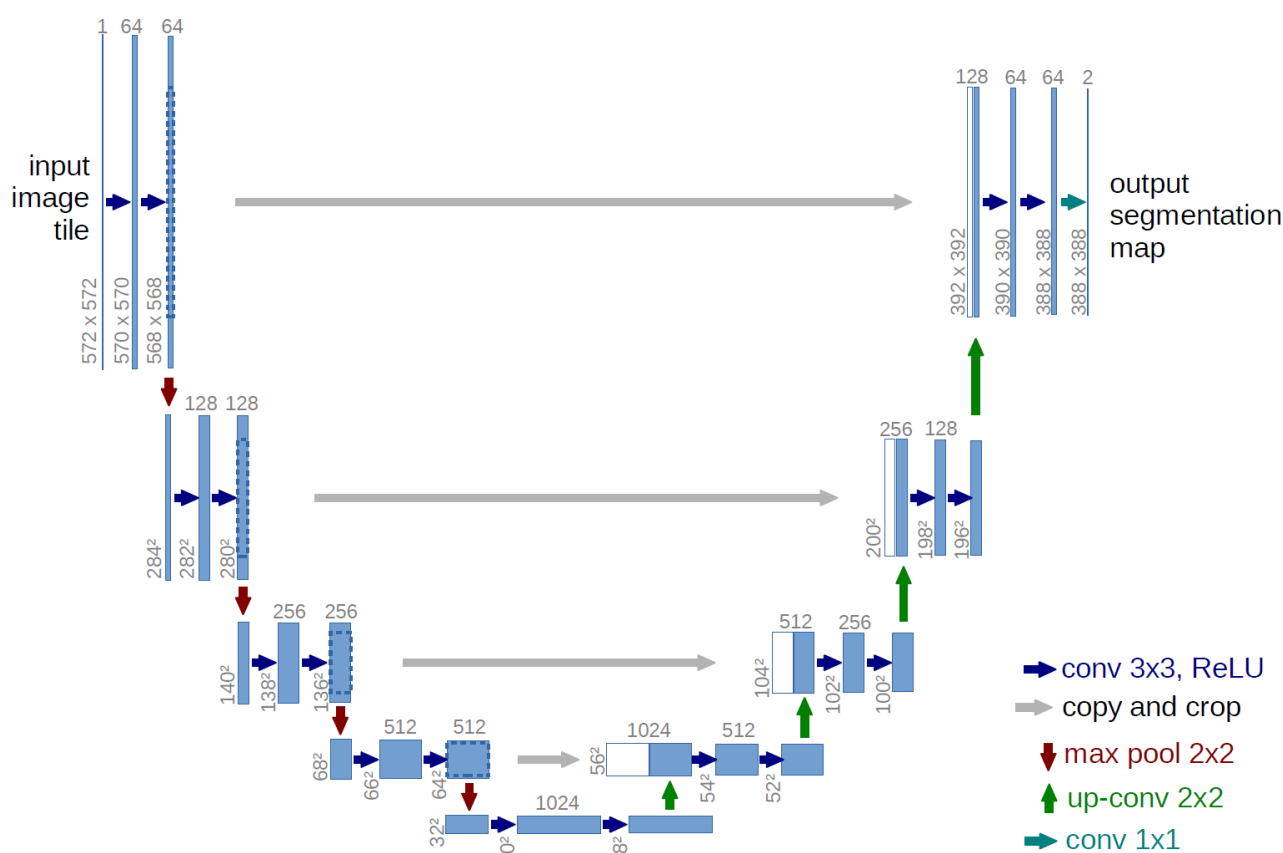 1 64 64
input
image
tile
572 x 572
570 x 570
568 x 568
128 64 64 2
output
segmentation
map
392 x 392
390 x 390
388 x 388
388 x 388
128 128
284²
282²
280²
256 128
200²
198²
196²
256 256
140²
138²
136²
512 256
104²
102²
100²
512 512
68²
66²
64²
1024 512
56²
54²
52²
1024
32²
0²
8²
conv 3x3, ReLU
copy and crop
max pool 2x2
up-conv 2x2
conv 1x1